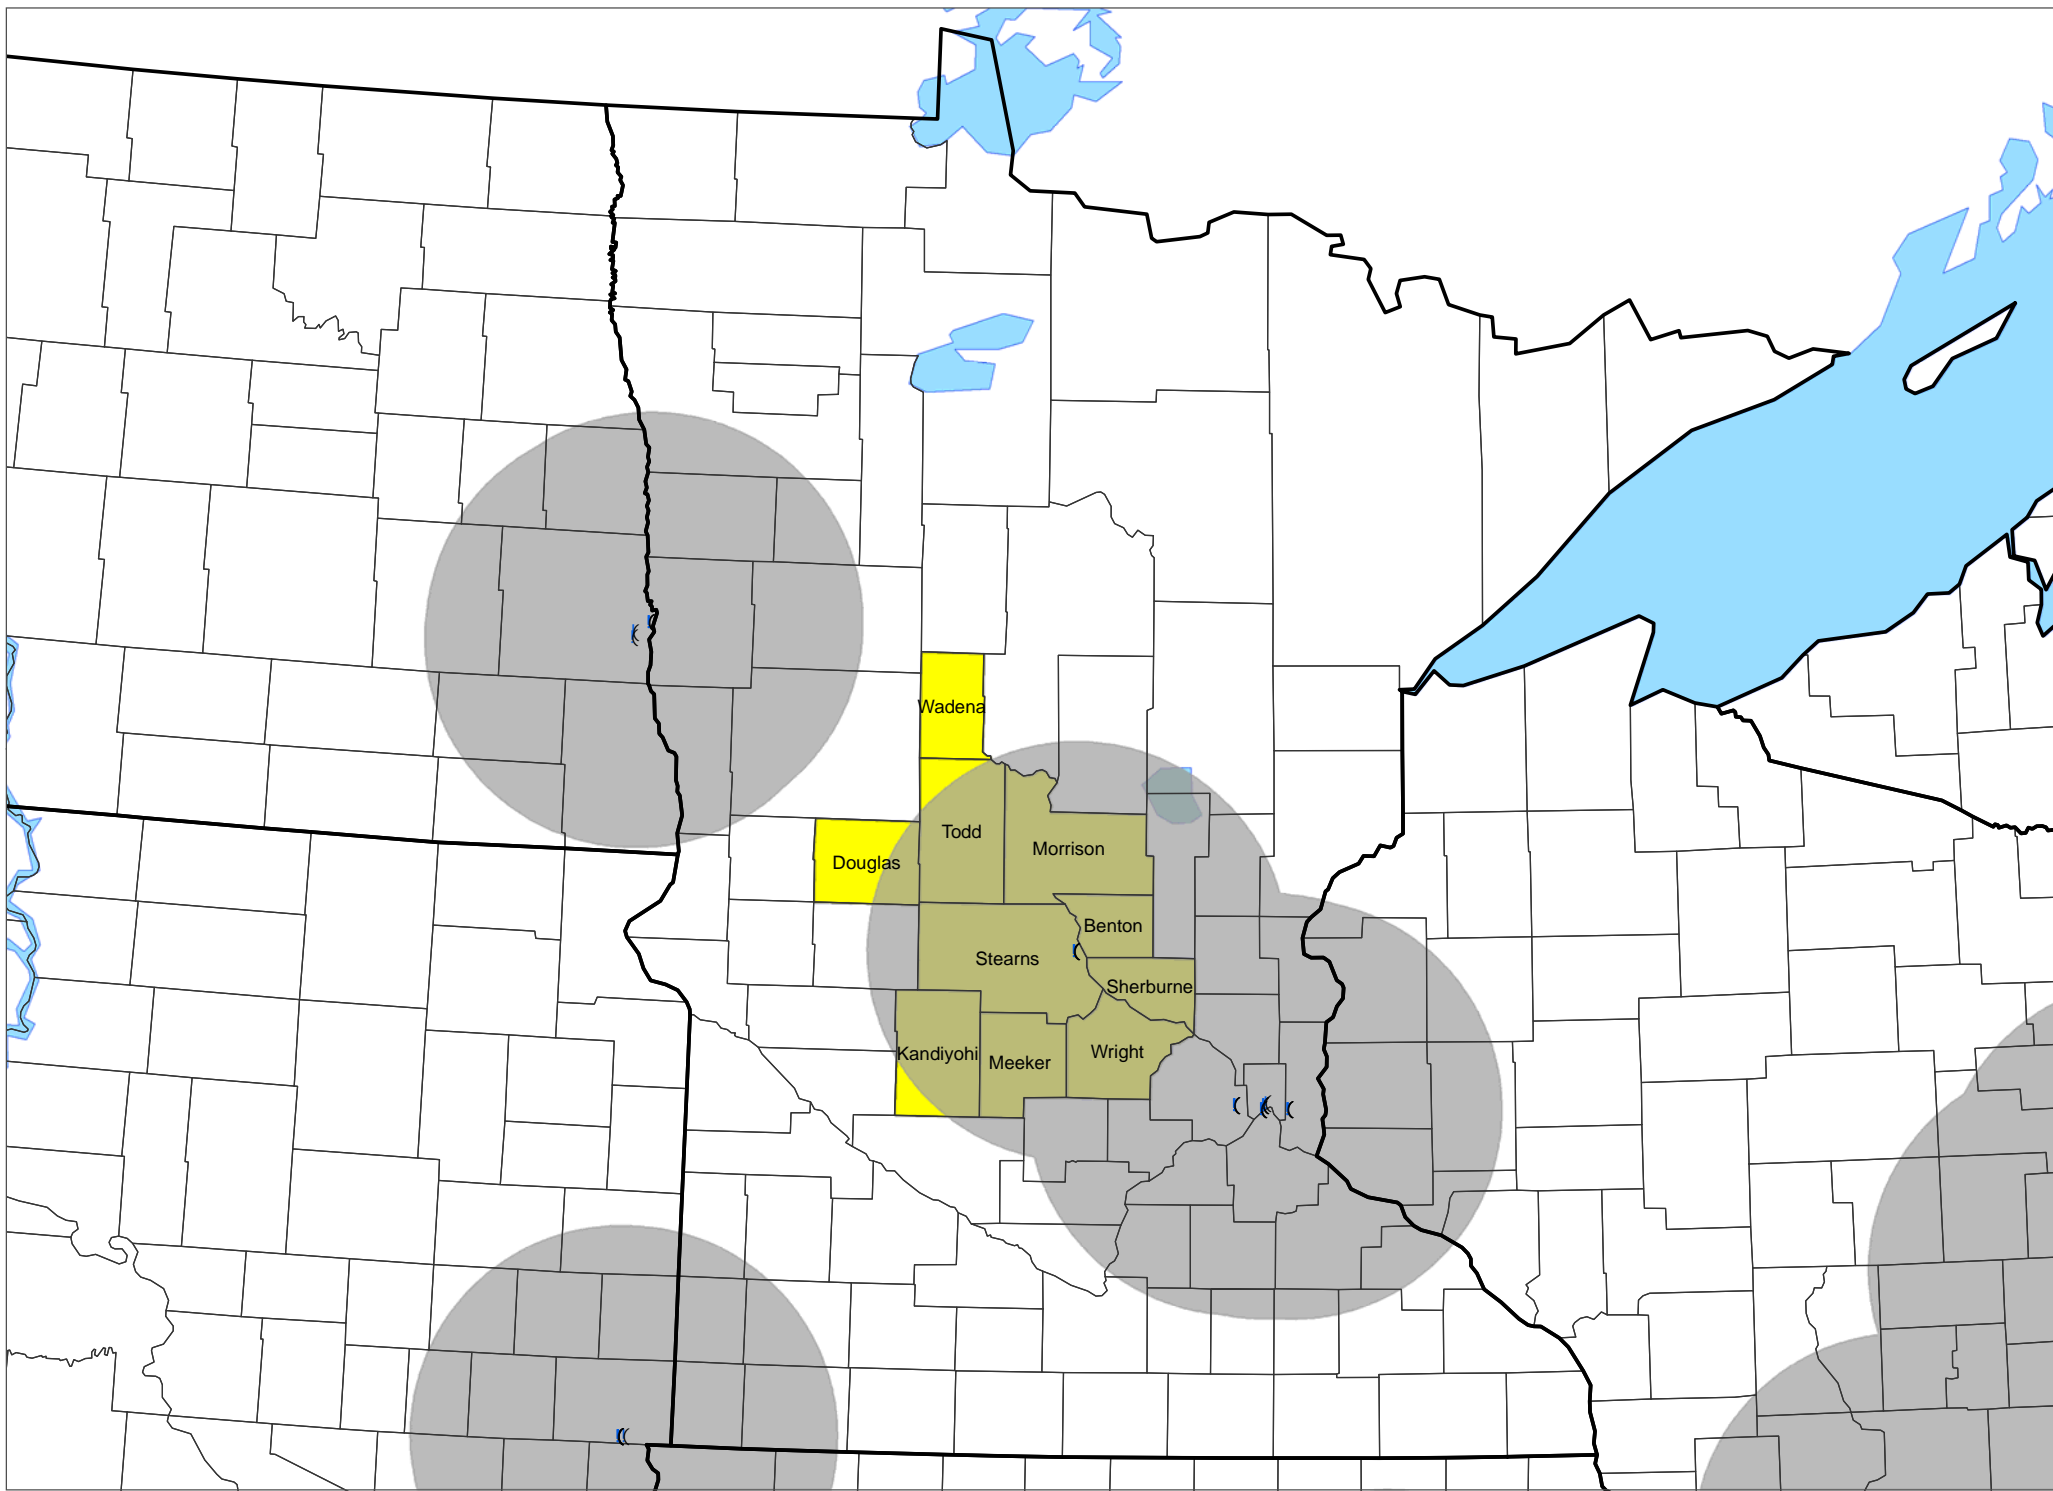 Wadena
Todd
Morrison
Douglas
Benton
Stearns
Sherburne
Kandiyohi
Meeker
Wright